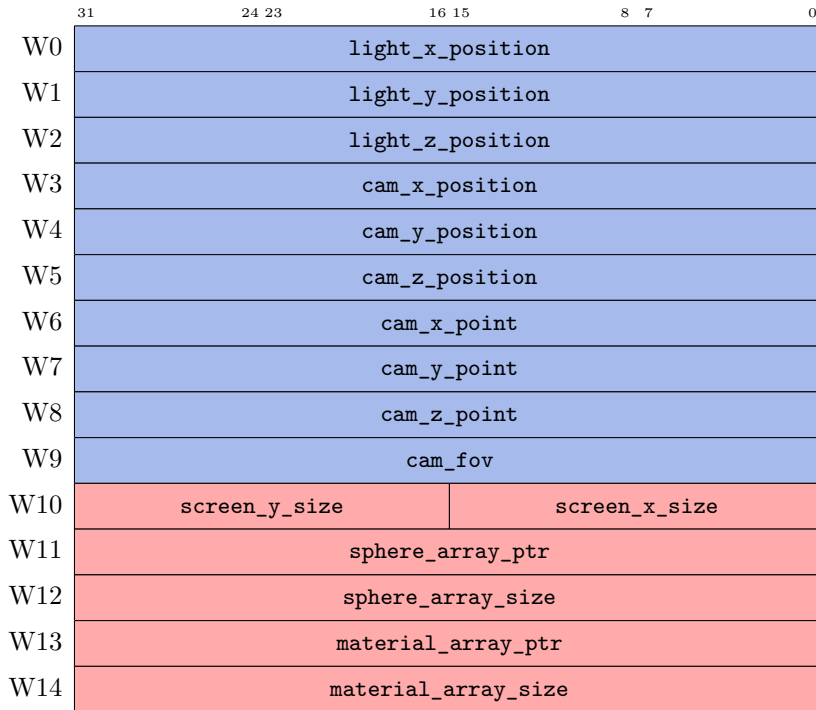 31 24 23 16 15 8 7 0
W0 light_x_position
W1 light_y_position
W2 light_z_position
W3 cam_x_position
W4 cam_y_position
W5 cam_z_position
W6 cam_x_point
W7 cam_y_point
W8 cam_z_point
W9 cam_fov
W10 screen_y_size screen_x_size
W11 sphere_array_ptr
W12 sphere_array_size
W13 material_array_ptr
W14 material_array_size